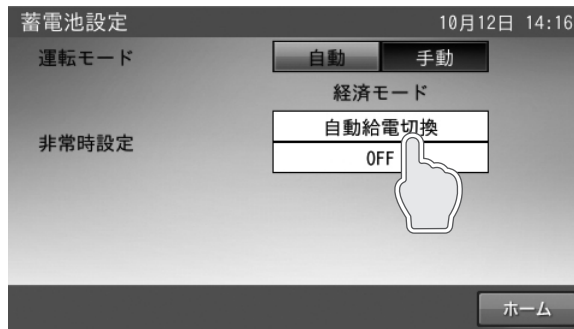 蓄電池設定 10月12日 14:16
運転モード 自動 手動
経済モード
非常時設定 自動給電切換
OFF
ホーム